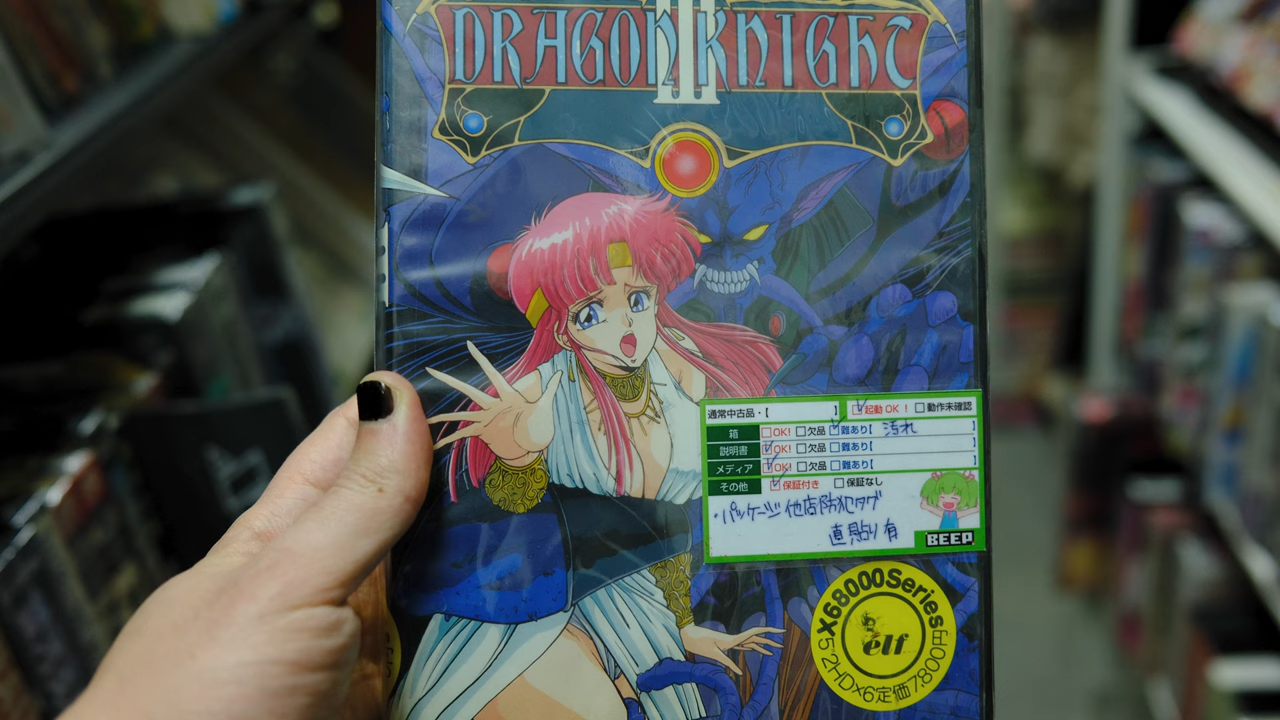 DRAGON KNIGHT
III
通常中古品・【 】 起動OK! 動作未確認
箱 OK! 欠品 難あり【 汚れ 】
説明書 OK! 欠品 難あり【 】
メディア OK! 欠品 難あり【 】
その他 保証付き 保証なし
・パッケージ 他店防犯タグ
直貼り有
BEEP
X68000Series
elf
5"2HD×6定価7,800円